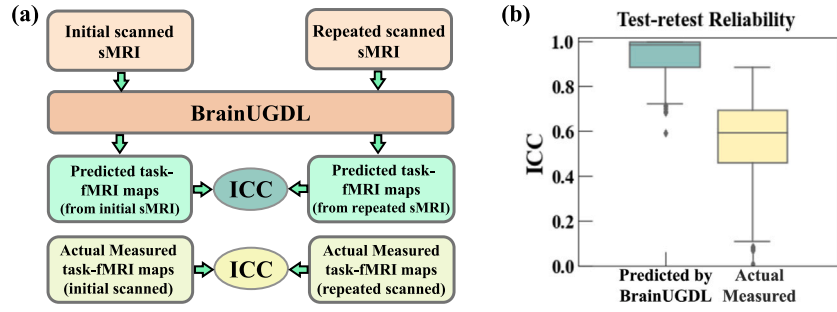 (a)
Initial scanned
sMRI
Repeated scanned
sMRI
BrainUGDL
Predicted task-
fMRI maps
(from initial sMRI)
ICC
Predicted task-
fMRI maps
(from repeated sMRI)
Actual Measured
task-fMRI maps
(initial scanned)
ICC
Actual Measured
task-fMRI maps
(repeated scanned)
(b)
Test-retest Reliability
ICC
1.0
0.8
0.6
0.4
0.2
0.0
Predicted by
BrainUGDL
Actual
Measured